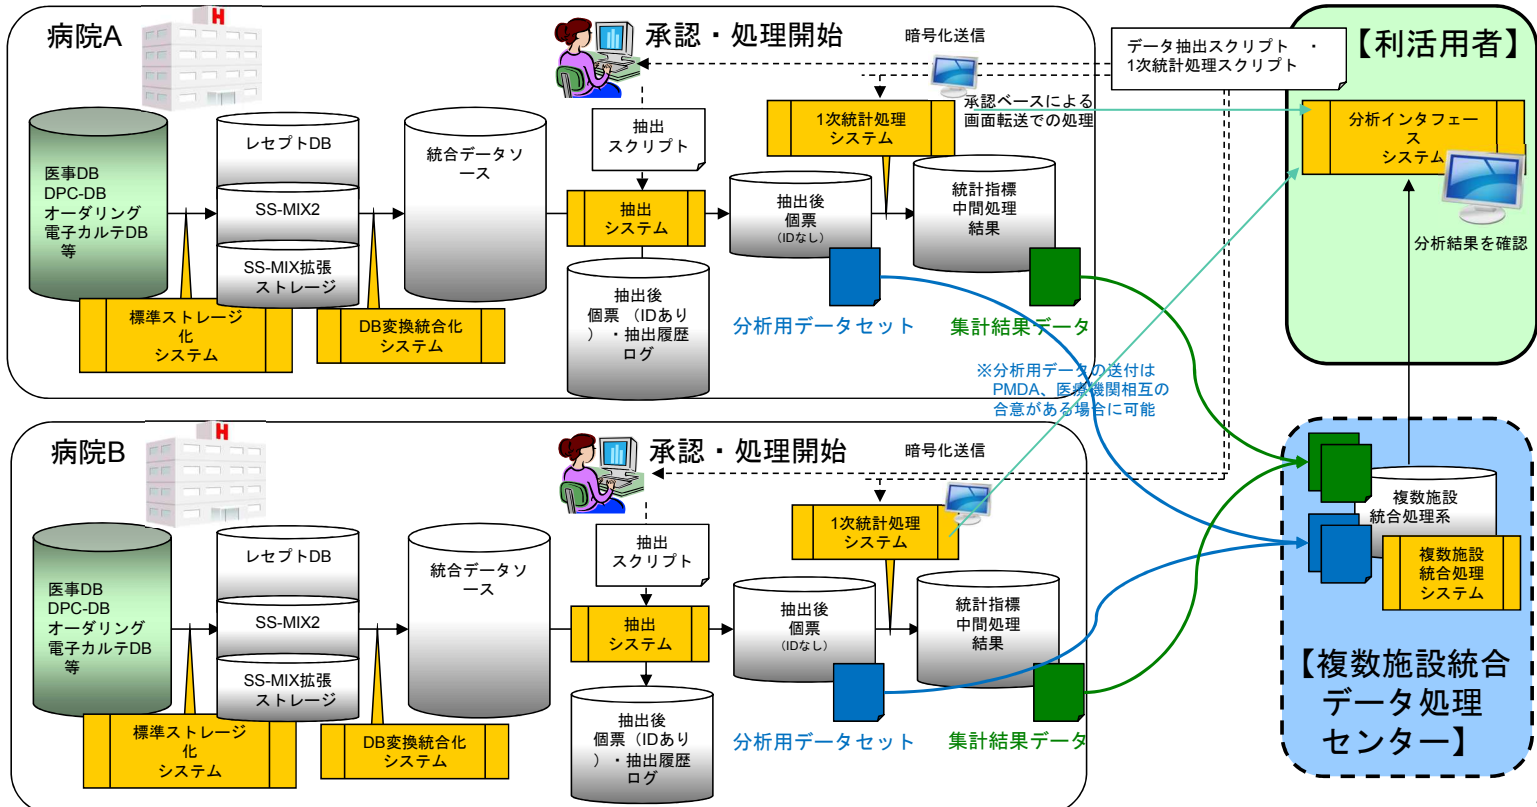 病院A
H
承認・処理開始
暗号化送信
データ抽出スクリプト ・
1次統計処理スクリプト
【利活用者】
医事DB
DPC-DB
オーダリング
電子カルテDB
等
レセプトDB
SS-MIX2
SS-MIX拡張
ストレージ
統合データソ
ース
抽出
スクリプト
抽出
システム
1次統計処理
システム
承認ベースによる
画面転送での処理
分析インタフェー
ス
システム
分析結果を確認
抽出後
個票
(IDなし)
統計指標
中間処理
結果
標準ストレージ
化
システム
DB変換統合化
システム
抽出後
個票 (IDあり
) ・抽出履歴
ログ
分析用データセット
集計結果データ
※分析用データの送付は
PMDA、医療機関相互の
合意がある場合に可能
病院B
H
承認・処理開始
暗号化送信
医事DB
DPC-DB
オーダリング
電子カルテDB
等
レセプトDB
SS-MIX2
SS-MIX拡張
ストレージ
統合データソ
ース
抽出
スクリプト
抽出
システム
1次統計処理
システム
抽出後
個票
(IDなし)
統計指標
中間処理
結果
標準ストレージ
化
システム
DB変換統合化
システム
抽出後
個票 (IDあり
) ・抽出履歴
ログ
分析用データセット
集計結果データ
複数施設
統合処理系
複数施設
統合処理
システム
【複数施設統合
データ処理
センター】